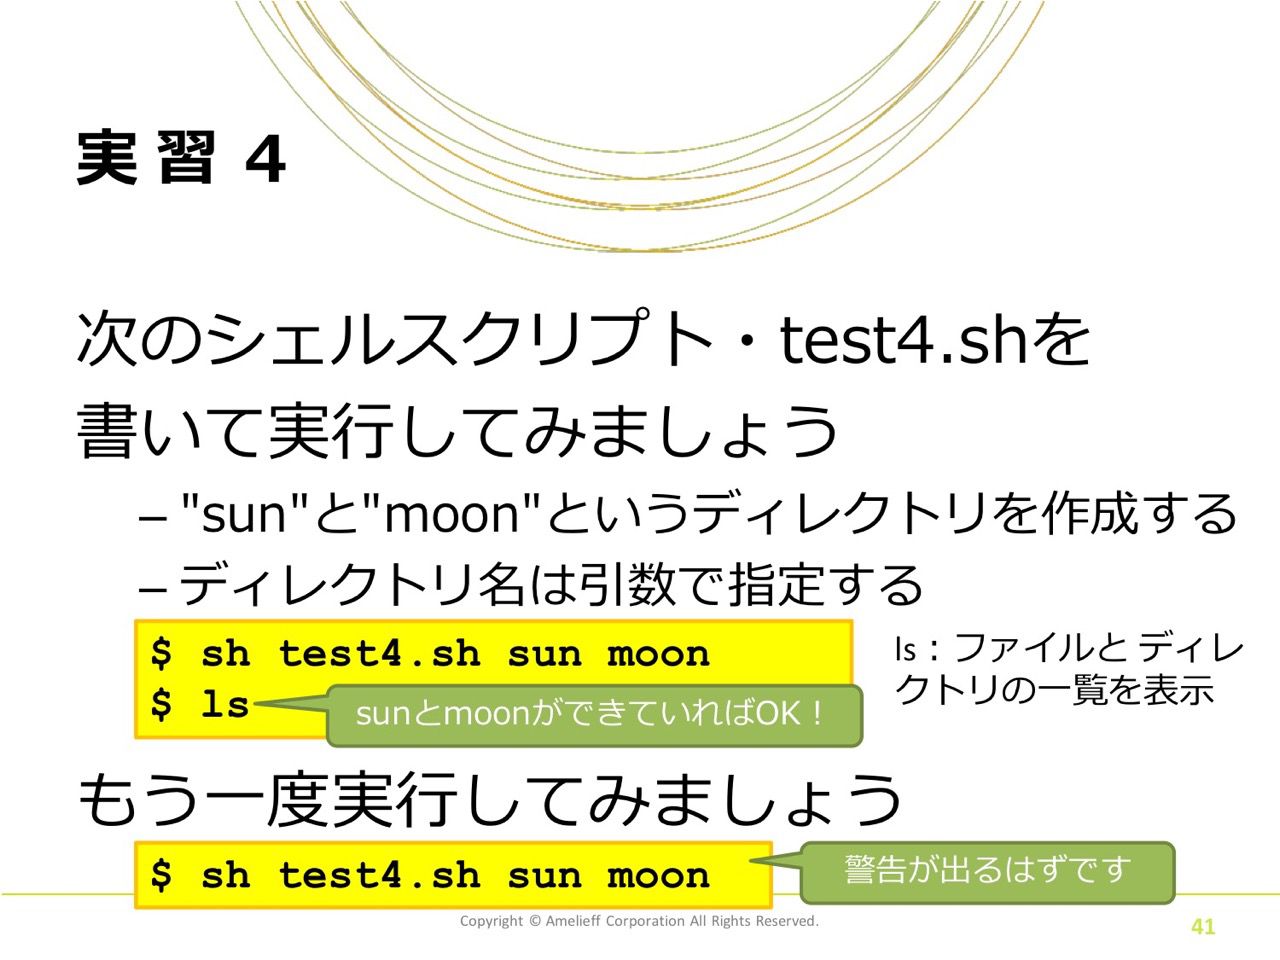 実習４
次のシェルスクリプト・test4.shを
書いて実行してみましょう
– "sun"と"moon"というディレクトリを作成する
– ディレクトリ名は引数で指定する
$ sh test4.sh sun moon
$ ls
sunとmoonができていればOK！
ls：ファイルとディレ
クトリの一覧を表示
もう一度実行してみましょう
$ sh test4.sh sun moon
警告が出るはずです
Copyright © Amelieff Corporation All Rights Reserved.
41